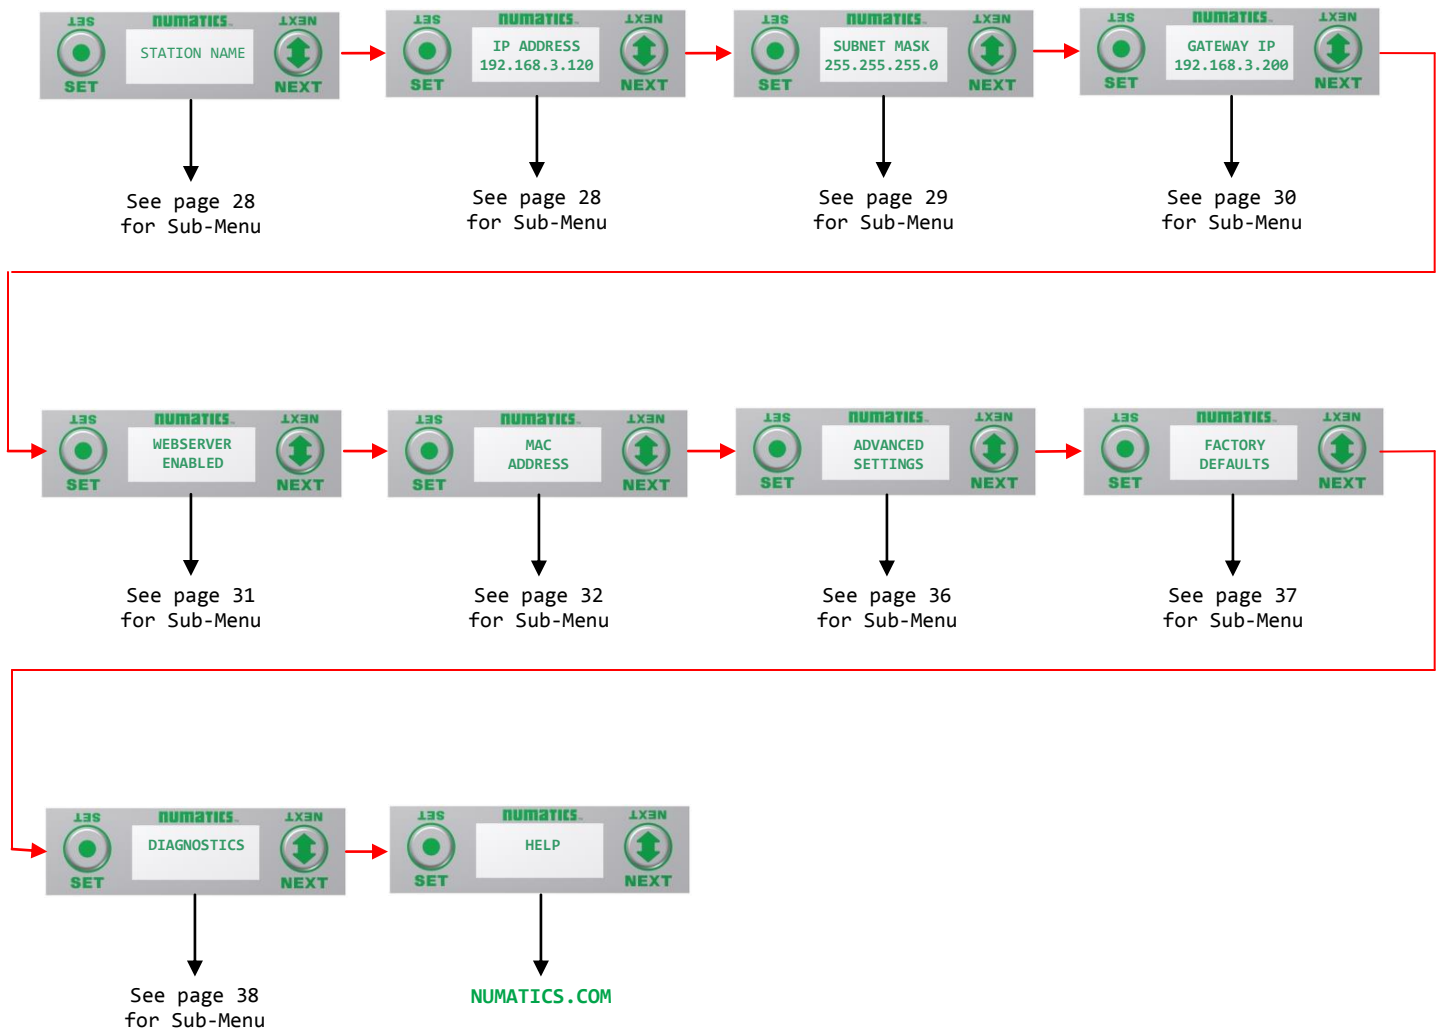 SET numatics NEXT
STATION NAME
SET NEXT
SET numatics NEXT
IP ADDRESS
192.168.3.120
SET NEXT
SET numatics NEXT
SUBNET MASK
255.255.255.0
SET NEXT
SET numatics NEXT
GATEWAY IP
192.168.3.200
SET NEXT
See page 28
for Sub-Menu
See page 28
for Sub-Menu
See page 29
for Sub-Menu
See page 30
for Sub-Menu
SET numatics NEXT
WEBSERVER
ENABLED
SET NEXT
SET numatics NEXT
MAC
ADDRESS
SET NEXT
SET numatics NEXT
ADVANCED
SETTINGS
SET NEXT
SET numatics NEXT
FACTORY
DEFAULTS
SET NEXT
See page 31
for Sub-Menu
See page 32
for Sub-Menu
See page 36
for Sub-Menu
See page 37
for Sub-Menu
SET numatics NEXT
DIAGNOSTICS
SET NEXT
SET numatics NEXT
HELP
SET NEXT
See page 38
for Sub-Menu
NUMATICS.COM